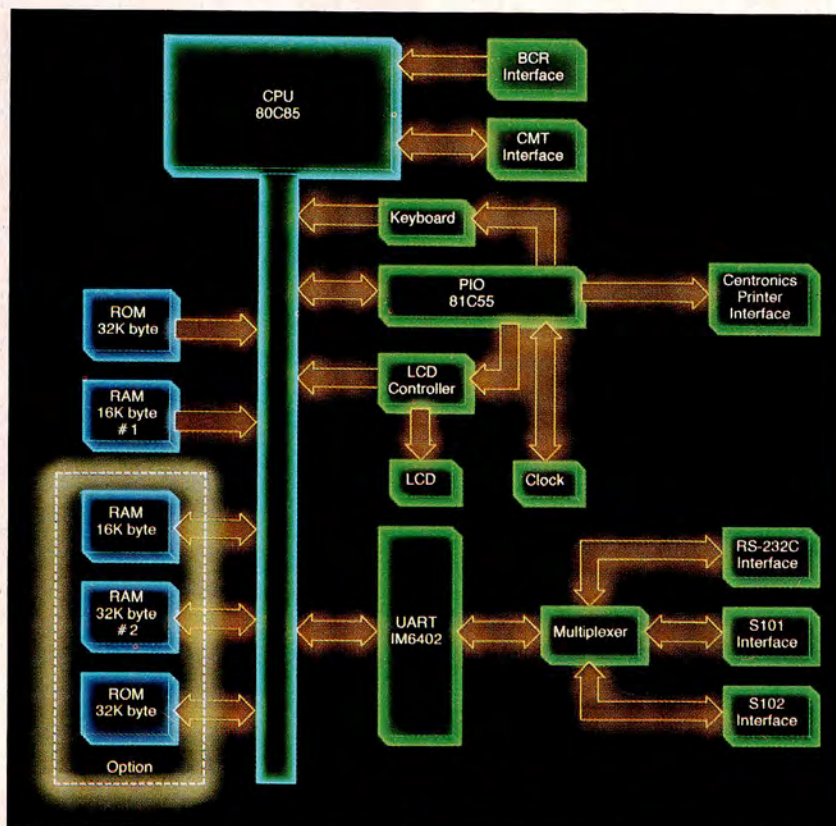 CPU
80C85
BCR
Interface
CMT
Interface
Keyboard
PIO
81C55
Centronics
Printer
Interface
ROM
32K byte
LCD
Controller
RAM
16K byte
# 1
LCD
Clock
RAM
16K byte
RAM
32K byte
# 2
ROM
32K byte
Option
UART
IM6402
Multiplexer
RS-232C
Interface
S101
Interface
S102
Interface